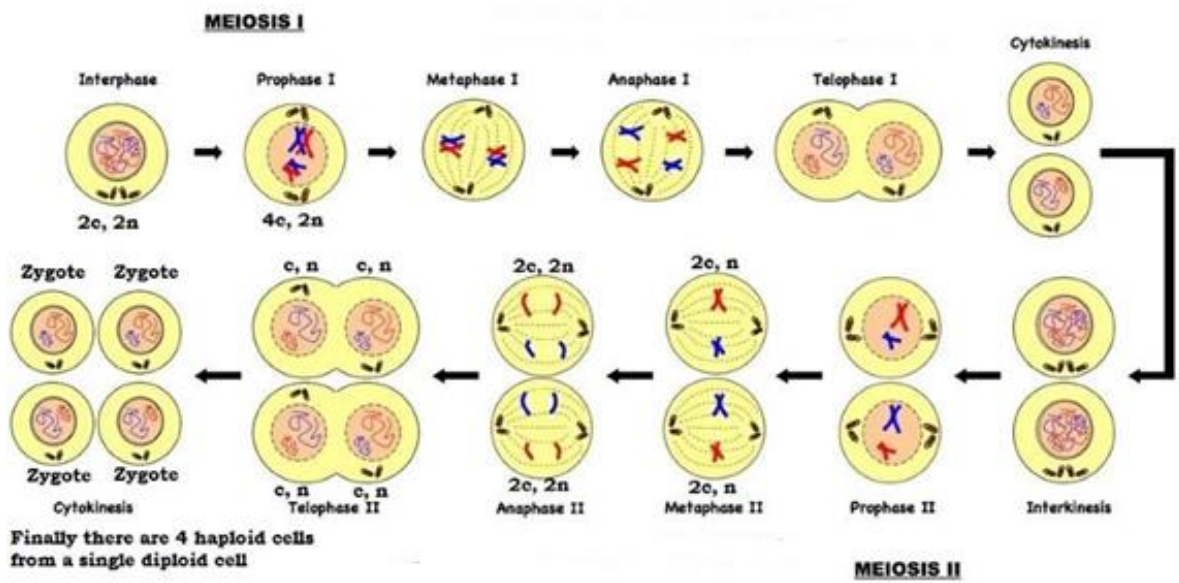 MEIOSIS I
Interphase
Prophase I
Metaphase I
Anaphase I
Telophase I
Cytokinesis
2c, 2n
4c, 2n
Zygote
Zygote
c, n
c, n
2c, 2n
2c, n
Zygote
Zygote
c, n
c, n
2c, 2n
2c, n
Cytokinesis
Telophase II
Anaphase II
Metaphase II
Prophase II
Interkinesis
Finally there are 4 haploid cells
from a single diploid cell
MEIOSIS II